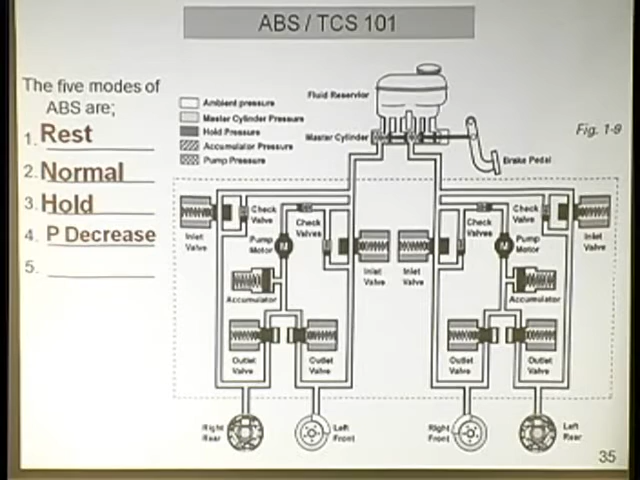 ABS / TCS 101
The five modes of
ABS are;
1. Rest
2. Normal
3. Hold
4. P Decrease
5.
Ambient pressure
Master Cylinder Pressure
Hold Pressure
Accumulator Pressure
Pump Pressure
Fluid Reservior
Master Cylinder
Brake Pedal
Fig. 1-9
Inlet
Valve
Check
Valve
Pump
Motor
M
Check
Valves
Inlet
Valve
Inlet
Valve
Check
Valves
Check
Valve
Pump
Motor
M
Inlet
Valve
Accumulator
Accumulator
Outlet
Valve
Outlet
Valve
Outlet
Valve
Outlet
Valve
Right
Rear
Left
Front
Right
Front
Left
Rear
35